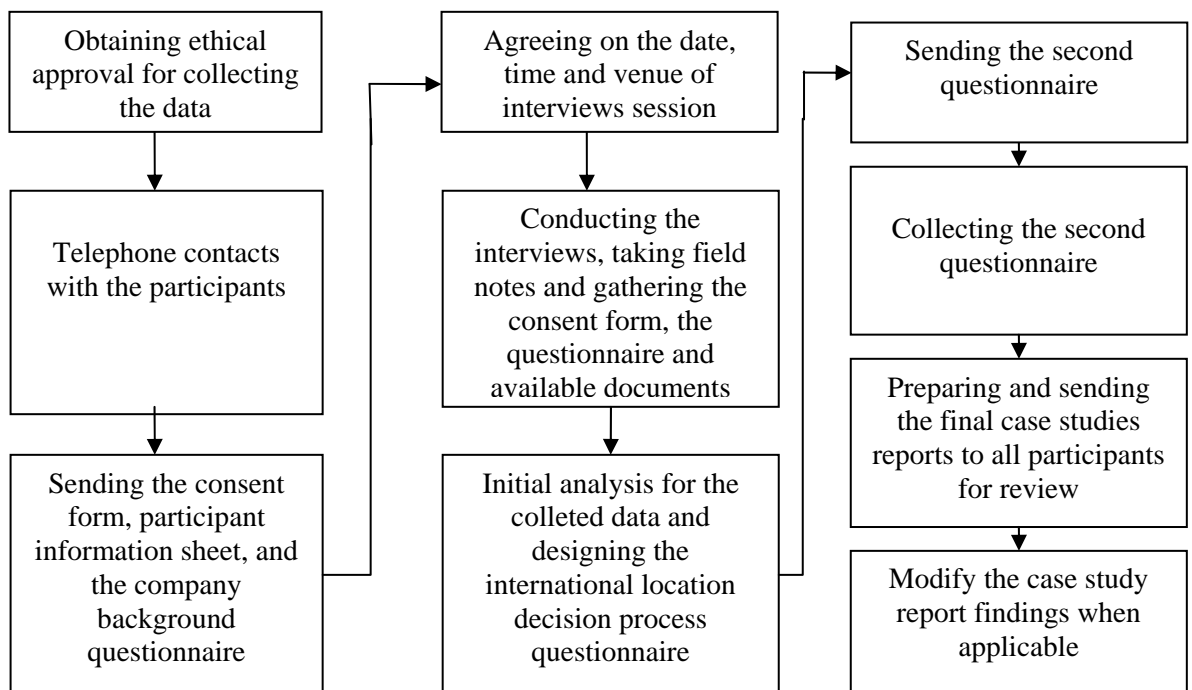 Obtaining ethical
approval for collecting
the data
Telephone contacts
with the participants
Sending the consent
form, participant
information sheet, and
the company
background
questionnaire
Agreeing on the date,
time and venue of
interviews session
Conducting the
interviews, taking field
notes and gathering the
consent form, the
questionnaire and
available documents
Initial analysis for the
colleted data and
designing the
international location
decision process
questionnaire
Sending the second
questionnaire
Collecting the second
questionnaire
Preparing and sending
the final case studies
reports to all participants
for review
Modify the case study
report findings when
applicable